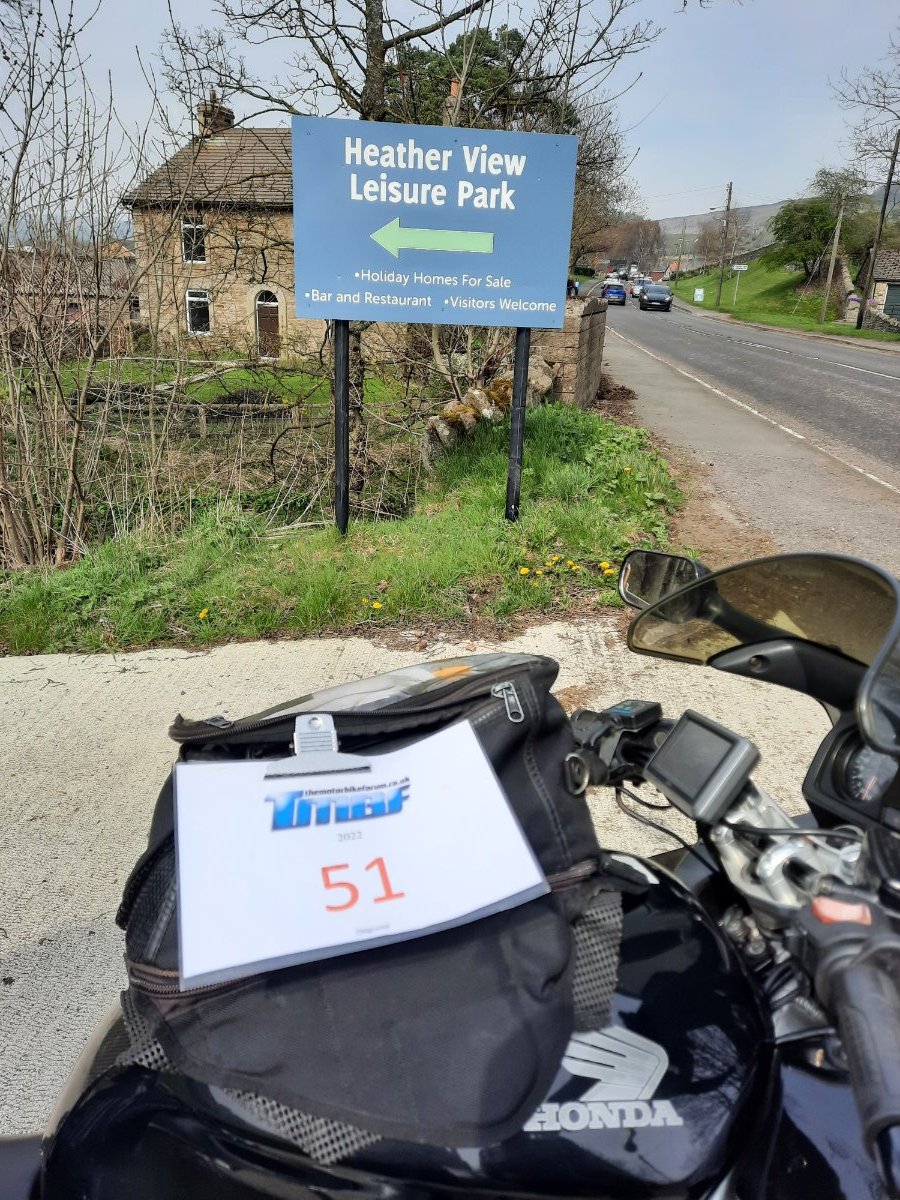 Heather View
Leisure Park
•Holiday Homes For Sale
•Bar and Restaurant •Visitors Welcome
themotorbikeforum.co.uk
Tmbf
2022
51
HONDA